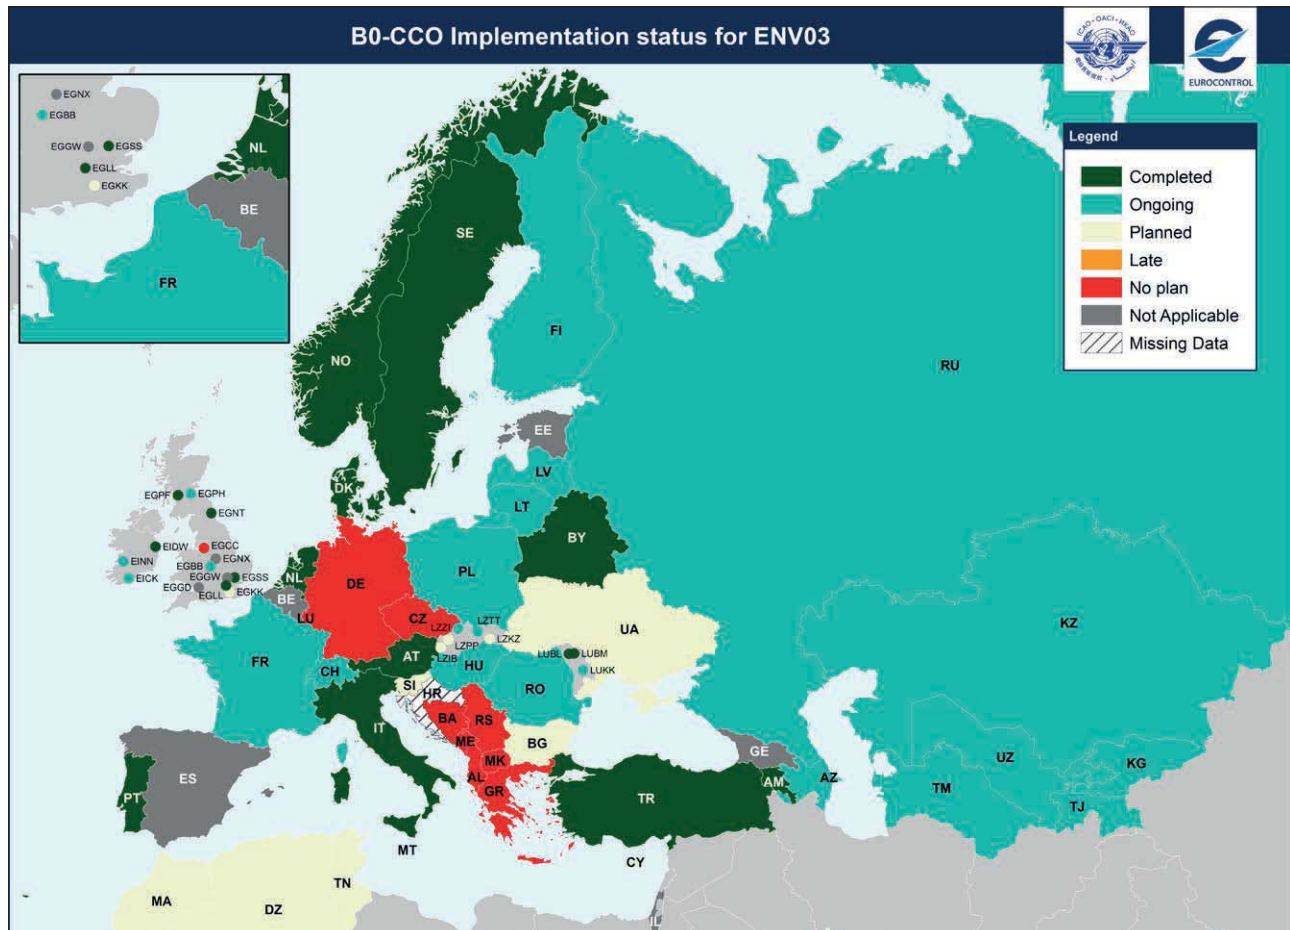 B0-CCO Implementation status for ENV03
ICAO · OACI · ИКАО
EUROCONTROL
Legend
Completed
Ongoing
Planned
Late
No plan
Not Applicable
Missing Data
EGNX
EGBB
EGGW
EGSS
EGLL
EGKK
NL
BE
FR
SE
NO
FI
RU
EE
LV
LT
DK
BY
EGPF
EGPH
EGNT
EIDW
EGCC
EINN
EGNX
EGBB
EICK
EGGW
EGSS
EGGD
EGLL
EGKK
NL
BE
LU
DE
PL
CZ
LZZI
LZTT
LZPP
LZKZ
LZIB
UA
KZ
FR
CH
AT
HU
LUBL
LUBM
LUKK
SI
HR
RO
BA
RS
IT
ME
BG
MK
AL
GR
GE
AM
AZ
UZ
KG
TM
TJ
ES
PT
TR
MT
CY
TN
MA
DZ
IL